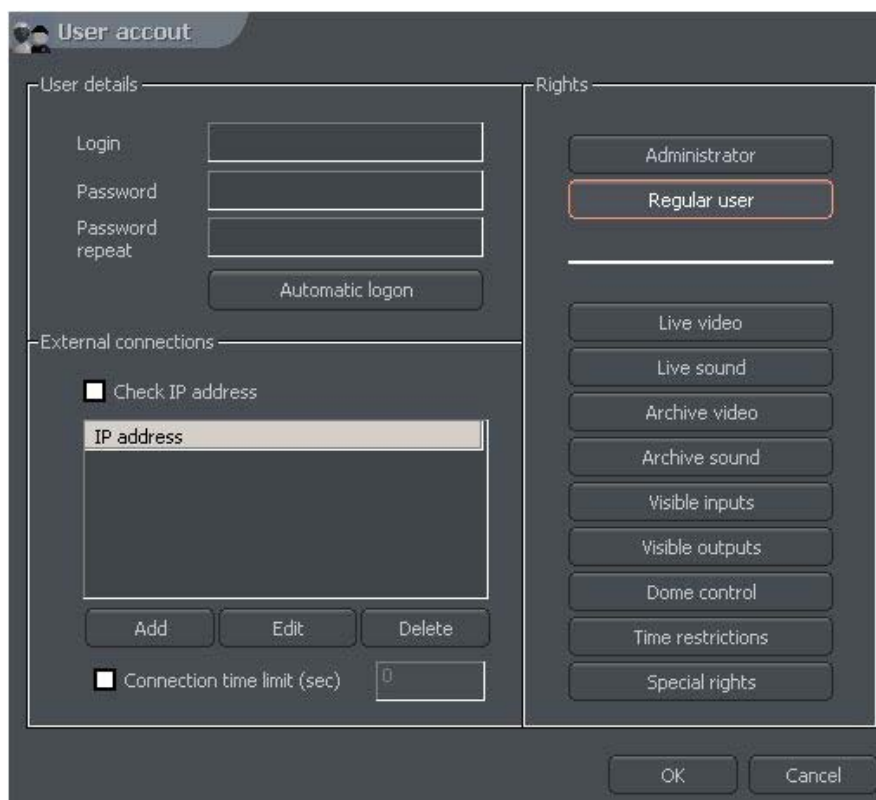 User accout
User details
Login
Password
Password
repeat
Automatic logon
External connections
Check IP address
IP address
Add Edit Delete
Connection time limit (sec) 0
Rights
Administrator
Regular user
Live video
Live sound
Archive video
Archive sound
Visible inputs
Visible outputs
Dome control
Time restrictions
Special rights
OK Cancel